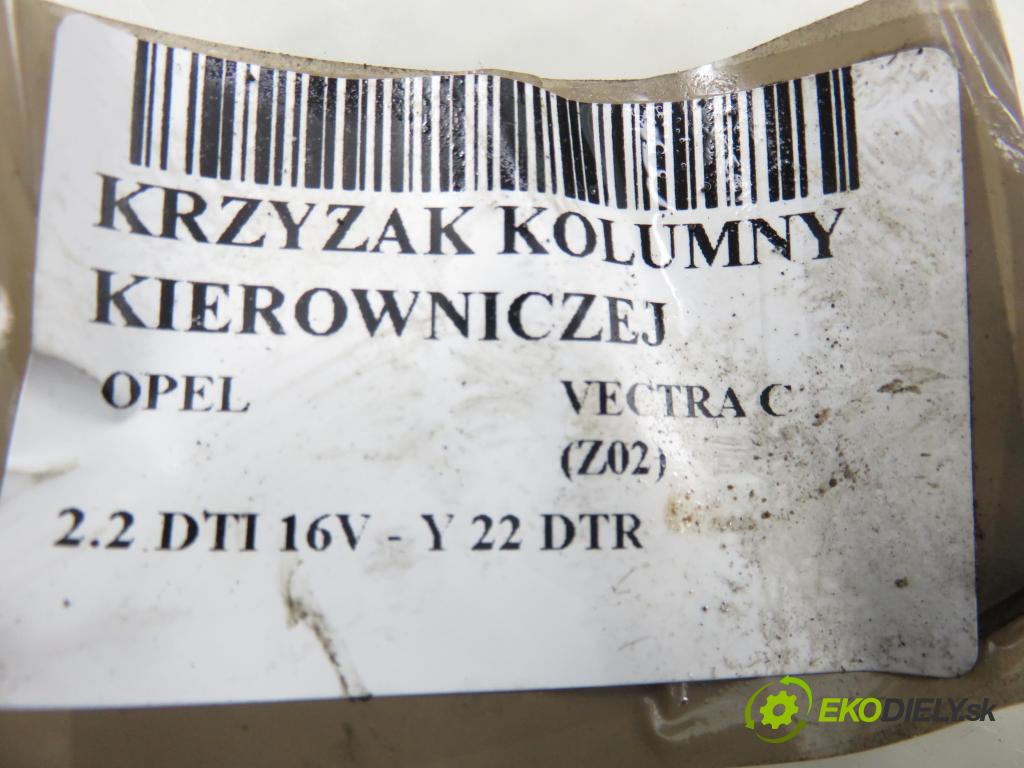 KRZYZAK KOLUMNY
KIEROWNICZEJ
OPEL VECTRA C
(Z02)
2.2 DTI 16V - Y 22 DTR
EKODIELY.sk